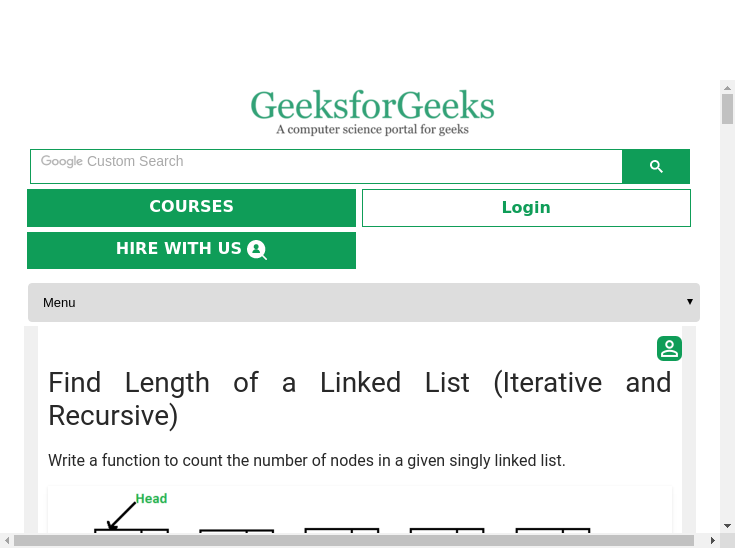 GeeksforGeeks
A computer science portal for geeks
Google Custom Search
COURSES
Login
HIRE WITH US
Menu
Find Length of a Linked List (Iterative and
Recursive)
Write a function to count the number of nodes in a given singly linked list.
Head